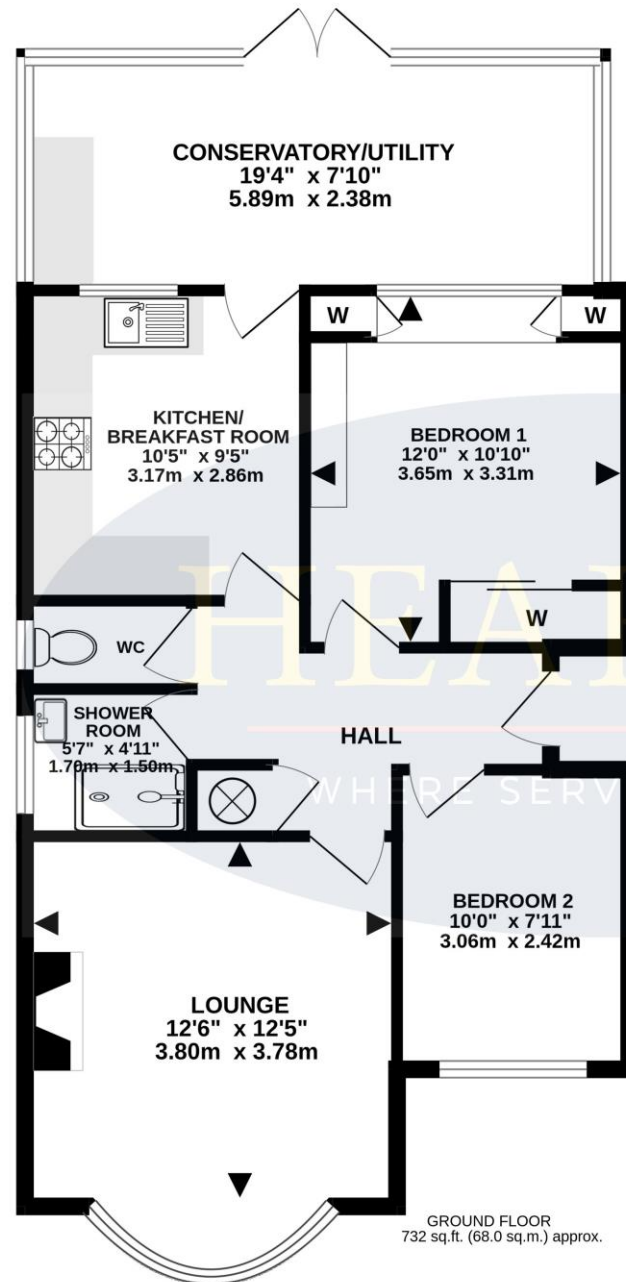 CONSERVATORY/UTILITY
19'4" x 7'10"
5.89m x 2.38m
W
W
KITCHEN/
BREAKFAST ROOM
10'5" x 9'5"
3.17m x 2.86m
BEDROOM 1
12'0" x 10'10"
3.65m x 3.31m
W
WC
HEA
SHOWER
ROOM
5'7" x 4'11"
1.70m x 1.50m
HALL
WHERE SERV
BEDROOM 2
10'0" x 7'11"
3.06m x 2.42m
LOUNGE
12'6" x 12'5"
3.80m x 3.78m
GROUND FLOOR
732 sq.ft. (68.0 sq.m.) approx.